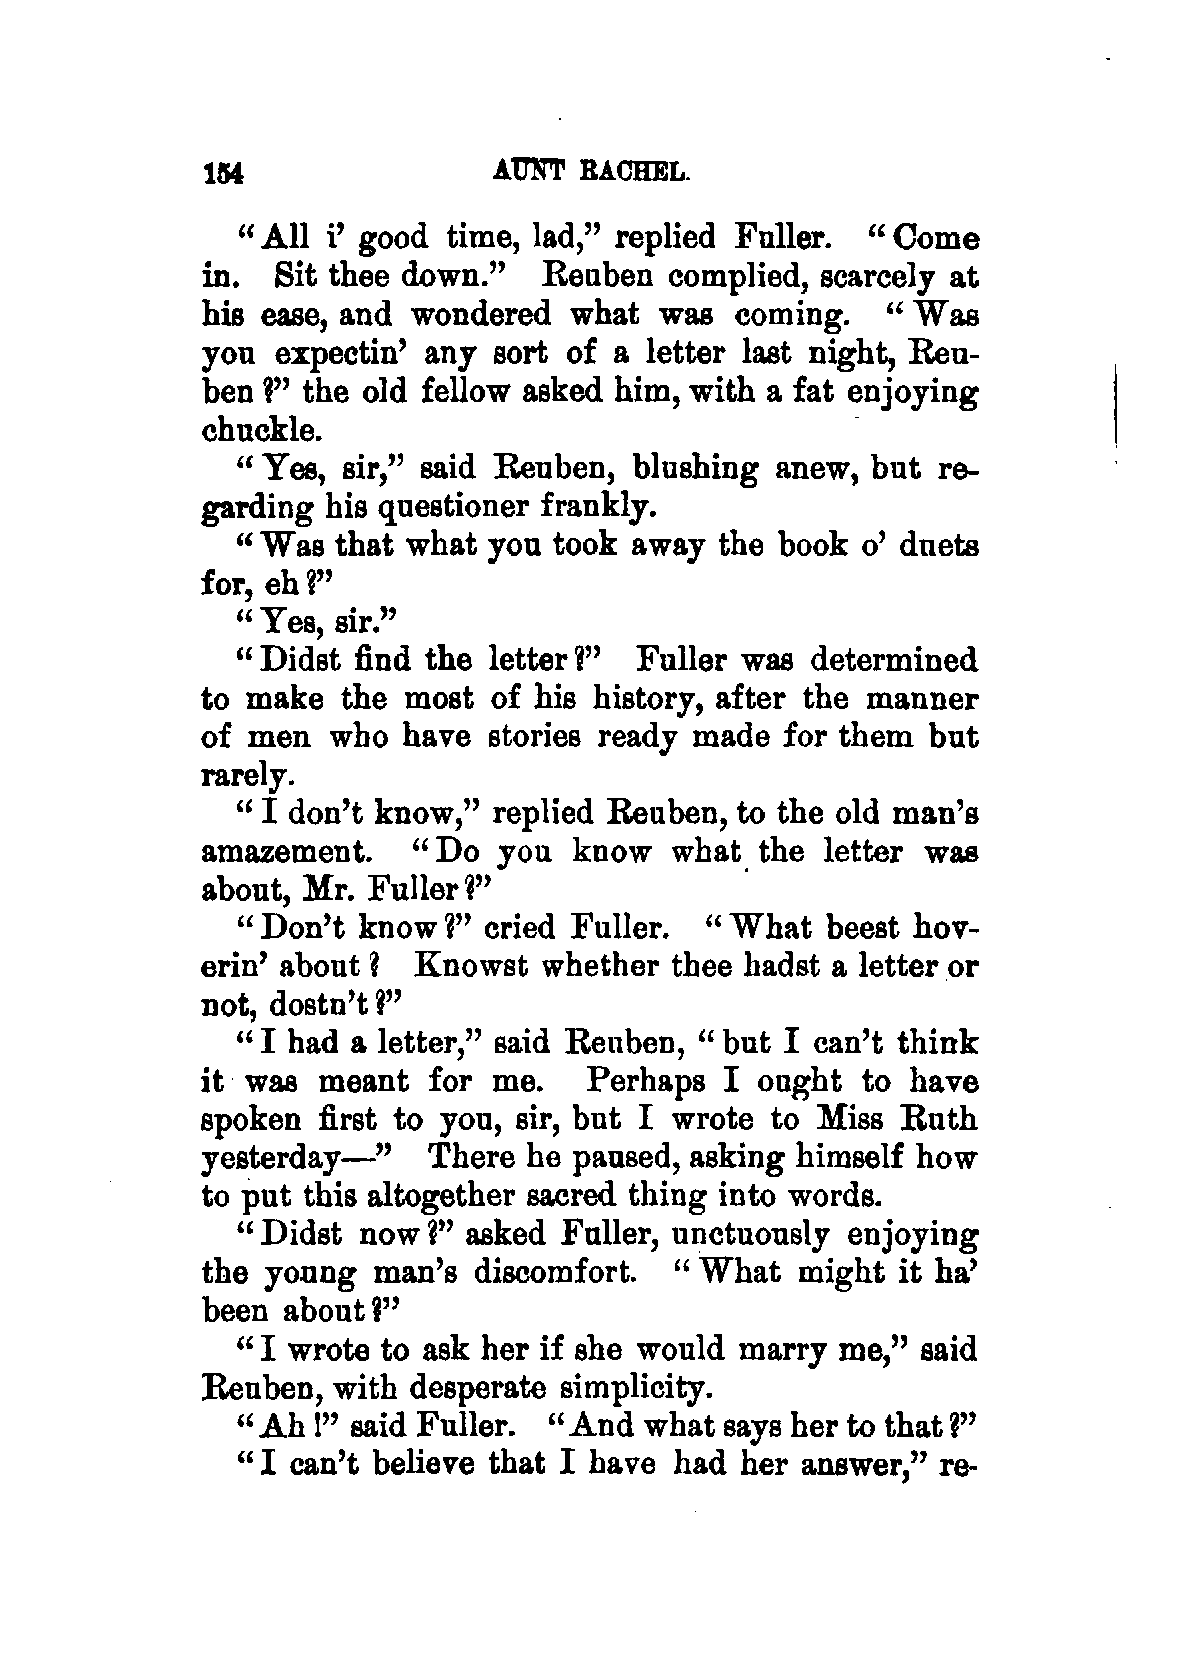 154 AUNT RACHEL.
“All i’ good time, lad,” replied Fuller. “Come
in. Sit thee down.” Reuben complied, scarcely at
his ease, and wondered what was coming. “Was
you expectin’ any sort of a letter last night, Reu-
ben?” the old fellow asked him, with a fat enjoying
chuckle.
“Yes, sir,” said Reuben, blushing anew, but re-
garding his questioner frankly.
“Was that what you took away the book o’ duets
for, eh?”
“Yes, sir.”
“Didst find the letter?” Fuller was determined
to make the most of his history, after the manner
of men who have stories ready made for them but
rarely.
“I don’t know,” replied Reuben, to the old man’s
amazement. “Do you know what the letter was
about, Mr. Fuller?”
“Don’t know?” cried Fuller. “What beest hov-
erin’ about? Knowst whether thee hadst a letter or
not, dostn’t?”
“I had a letter,” said Reuben, “but I can’t think
it was meant for me. Perhaps I ought to have
spoken first to you, sir, but I wrote to Miss Ruth
yesterday—” There he paused, asking himself how
to put this altogether sacred thing into words.
“Didst now?” asked Fuller, unctuously enjoying
the young man’s discomfort. “What might it ha’
been about?”
“I wrote to ask her if she would marry me,” said
Reuben, with desperate simplicity.
“Ah!” said Fuller. “And what says her to that?”
“I can’t believe that I have had her answer,” re-